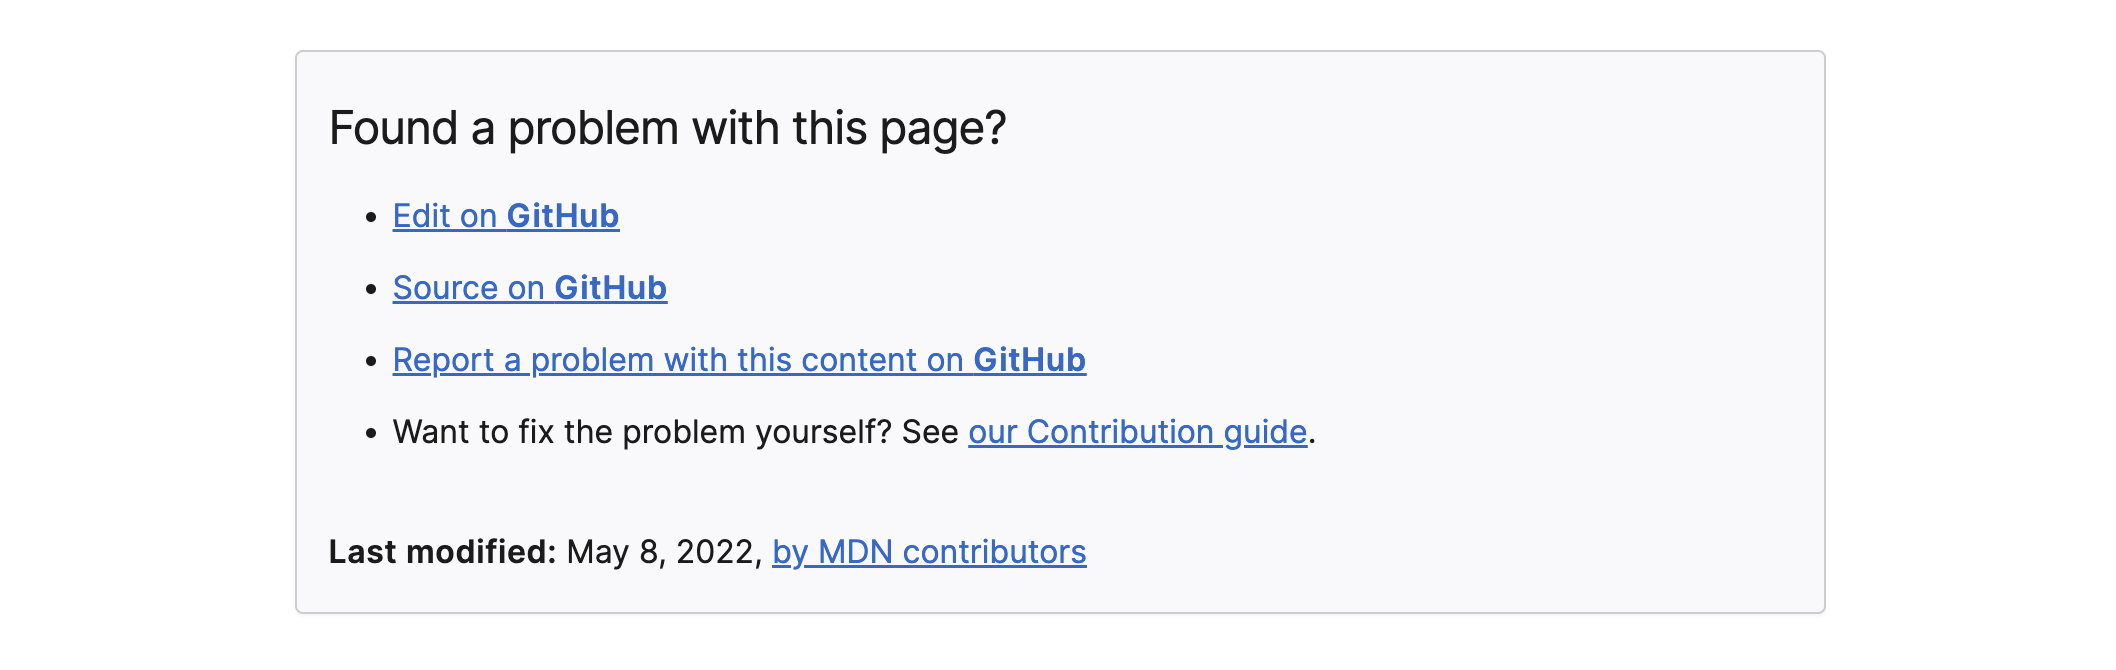 Found a problem with this page?
• Edit on GitHub
• Source on GitHub
• Report a problem with this content on GitHub
• Want to fix the problem yourself? See our Contribution guide.
Last modified: May 8, 2022, by MDN contributors